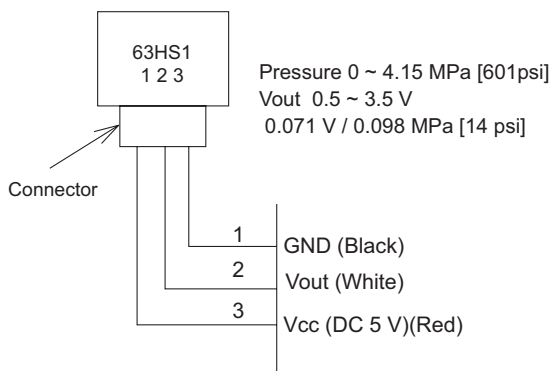 63HS1
1 2 3
Pressure 0 ~ 4.15 MPa [601psi]
Vout 0.5 ~ 3.5 V
0.071 V / 0.098 MPa [14 psi]
Connector
1
GND (Black)
2
Vout (White)
3
Vcc (DC 5 V)(Red)